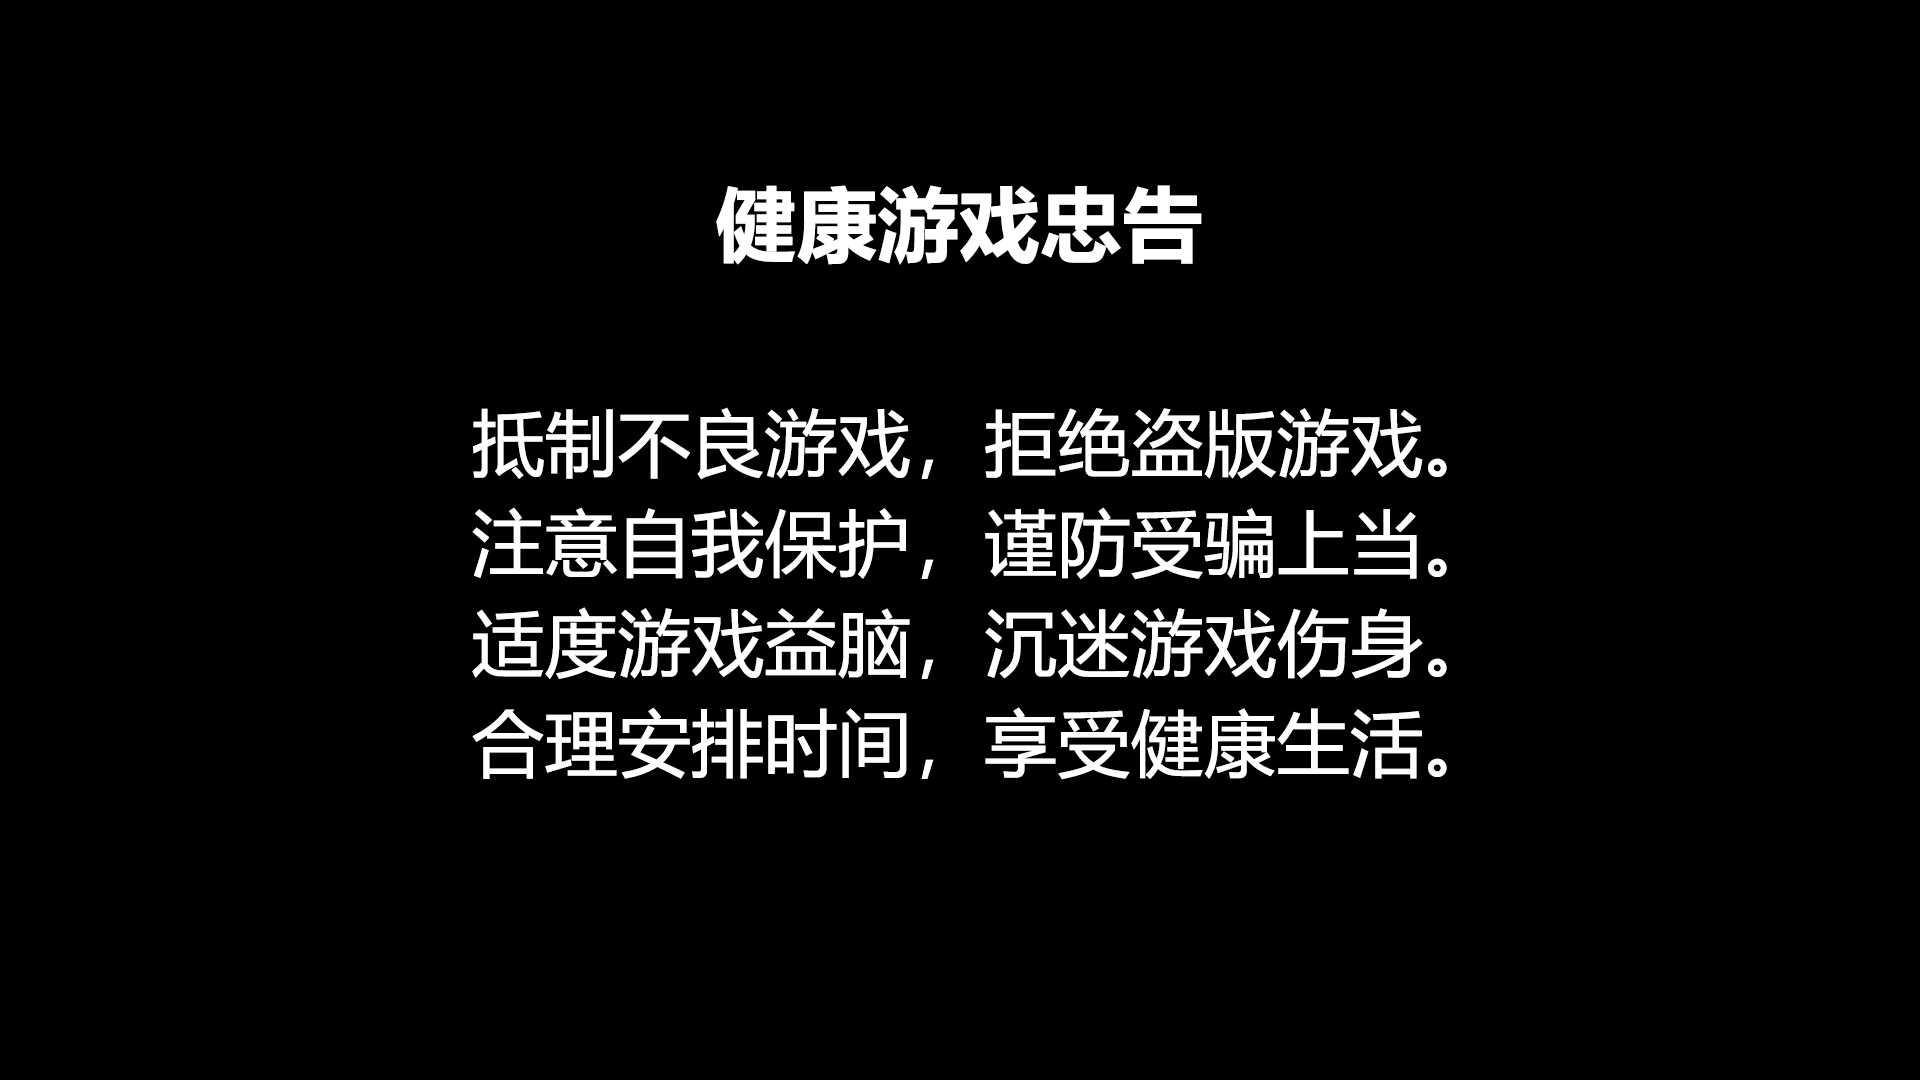 健康游戏忠告
抵制不良游戏，拒绝盗版游戏。
注意自我保护，谨防受骗上当。
适度游戏益脑，沉迷游戏伤身。
合理安排时间，享受健康生活。